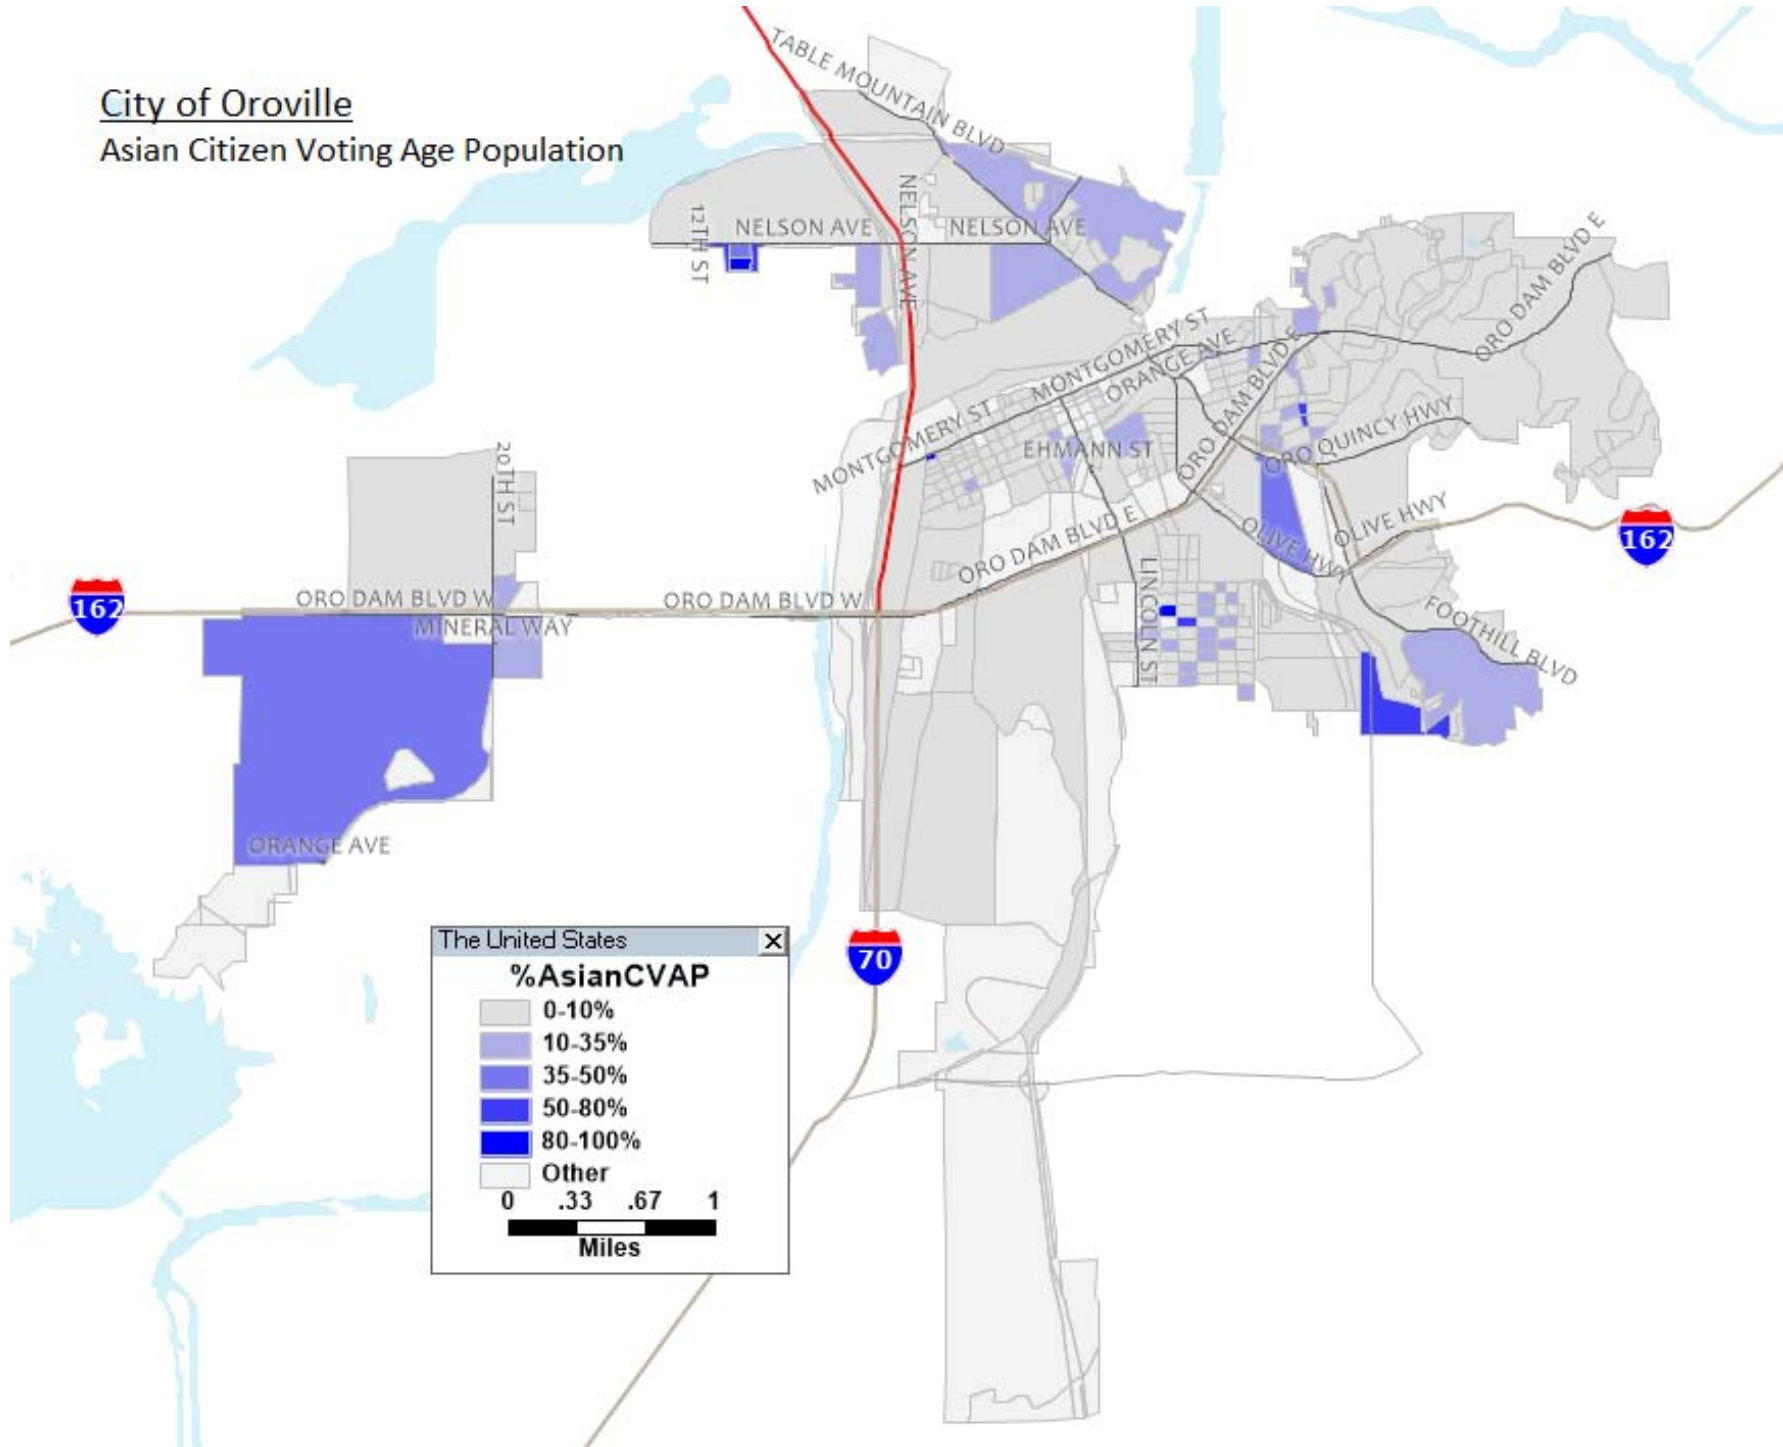 City of Oroville
Asian Citizen Voting Age Population
TABLE MOUNTAIN BLVD
NELSON AVE
12TH ST
NELSON AVE
NELSON AVE
ORO DAM BLVD E
MONTGOMERY ST
ORANGE AVE
ORO DAM BLVD E
MONTGOMERY ST
EHMANN ST
ORO QUINCY HWY
20TH ST
OLIVE HWY
OLIVE HWY
162
ORO DAM BLVD E
LINCOLN ST
162
ORO DAM BLVD W
ORO DAM BLVD W
MINERAL WAY
FOOTHILL BLVD
ORANGE AVE
70
The United States
%AsianCVAP
0-10%
10-35%
35-50%
50-80%
80-100%
Other
0 .33 .67 1
Miles